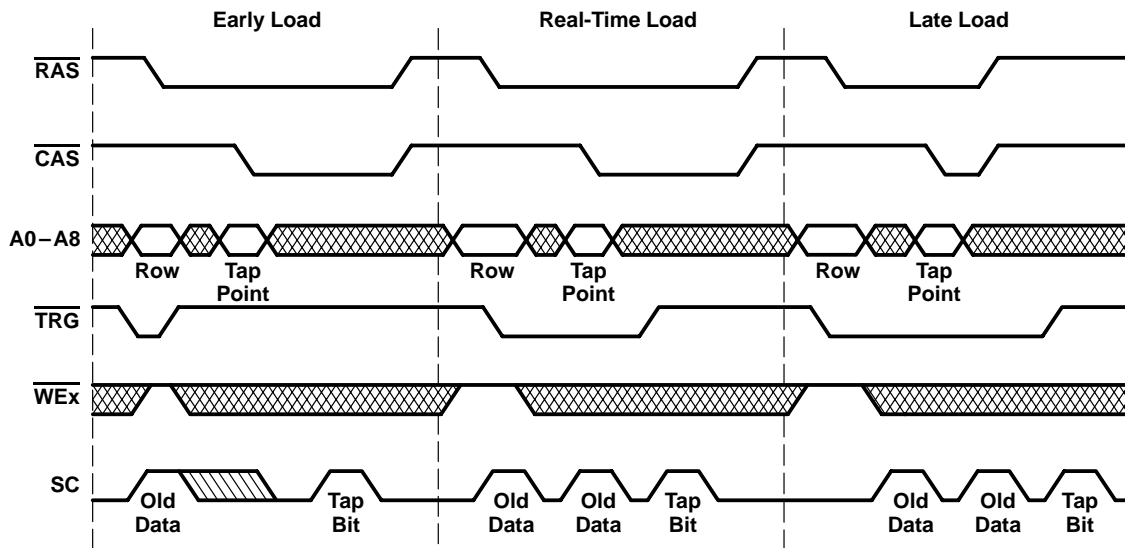 Early Load
Real-Time Load
Late Load
RAS
CAS
A0–A8
Row
Tap
Point
Row
Tap
Point
Row
Tap
Point
TRG
WEx
SC
Old
Data
Tap
Bit
Old
Data
Old
Data
Tap
Bit
Old
Data
Old
Data
Tap
Bit